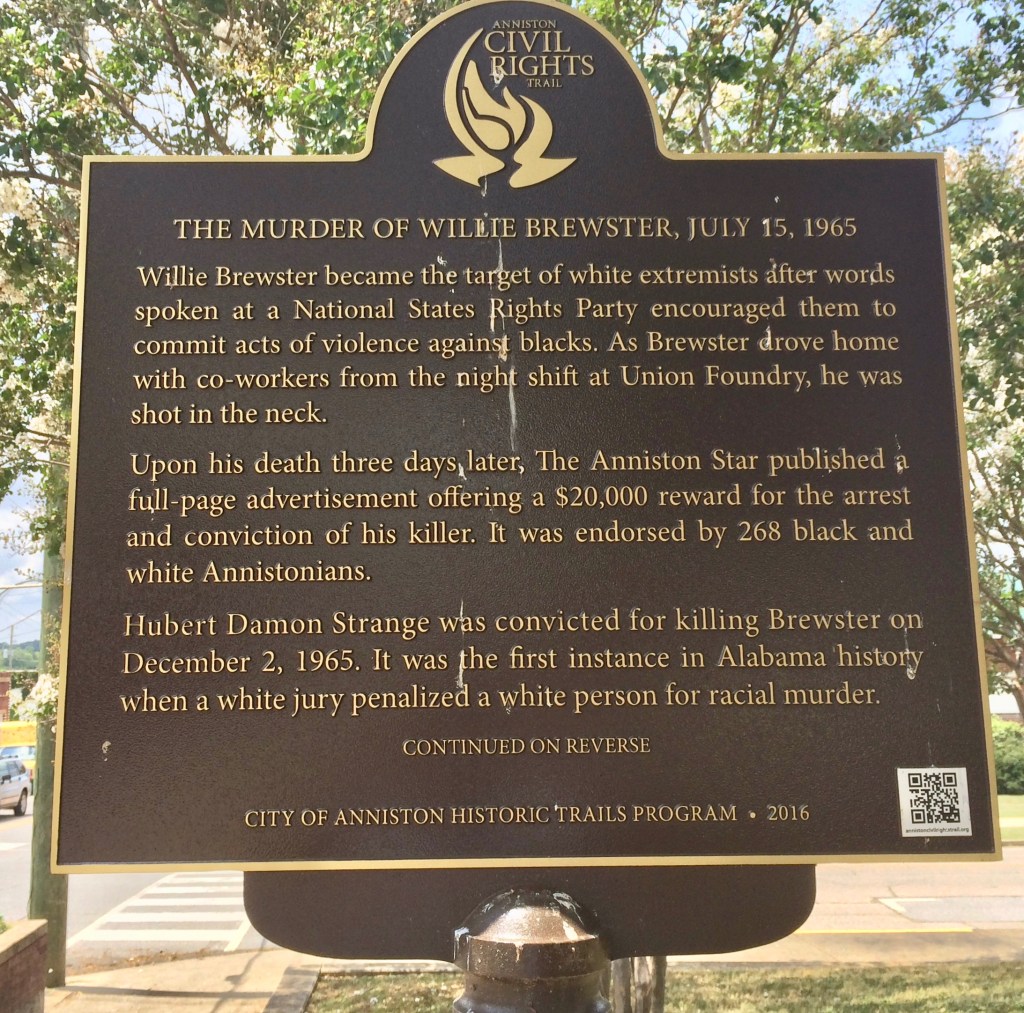 ANNISTON
CIVIL
RIGHTS
TRAIL
THE MURDER OF WILLIE BREWSTER, JULY 15, 1965
Willie Brewster became the target of white extremists after words
spoken at a National States Rights Party encouraged them to
commit acts of violence against blacks. As Brewster drove home
with co-workers from the night shift at Union Foundry, he was
shot in the neck.
Upon his death three days later, The Anniston Star published a
full-page advertisement offering a $20,000 reward for the arrest
and conviction of his killer. It was endorsed by 268 black and
white Annistonians.
Hubert Damon Strange was convicted for killing Brewster on
December 2, 1965. It was the first instance in Alabama history
when a white jury penalized a white person for racial murder.
CONTINUED ON REVERSE
CITY OF ANNISTON HISTORIC TRAILS PROGRAM • 2016
annistoncivilrightstrail.org